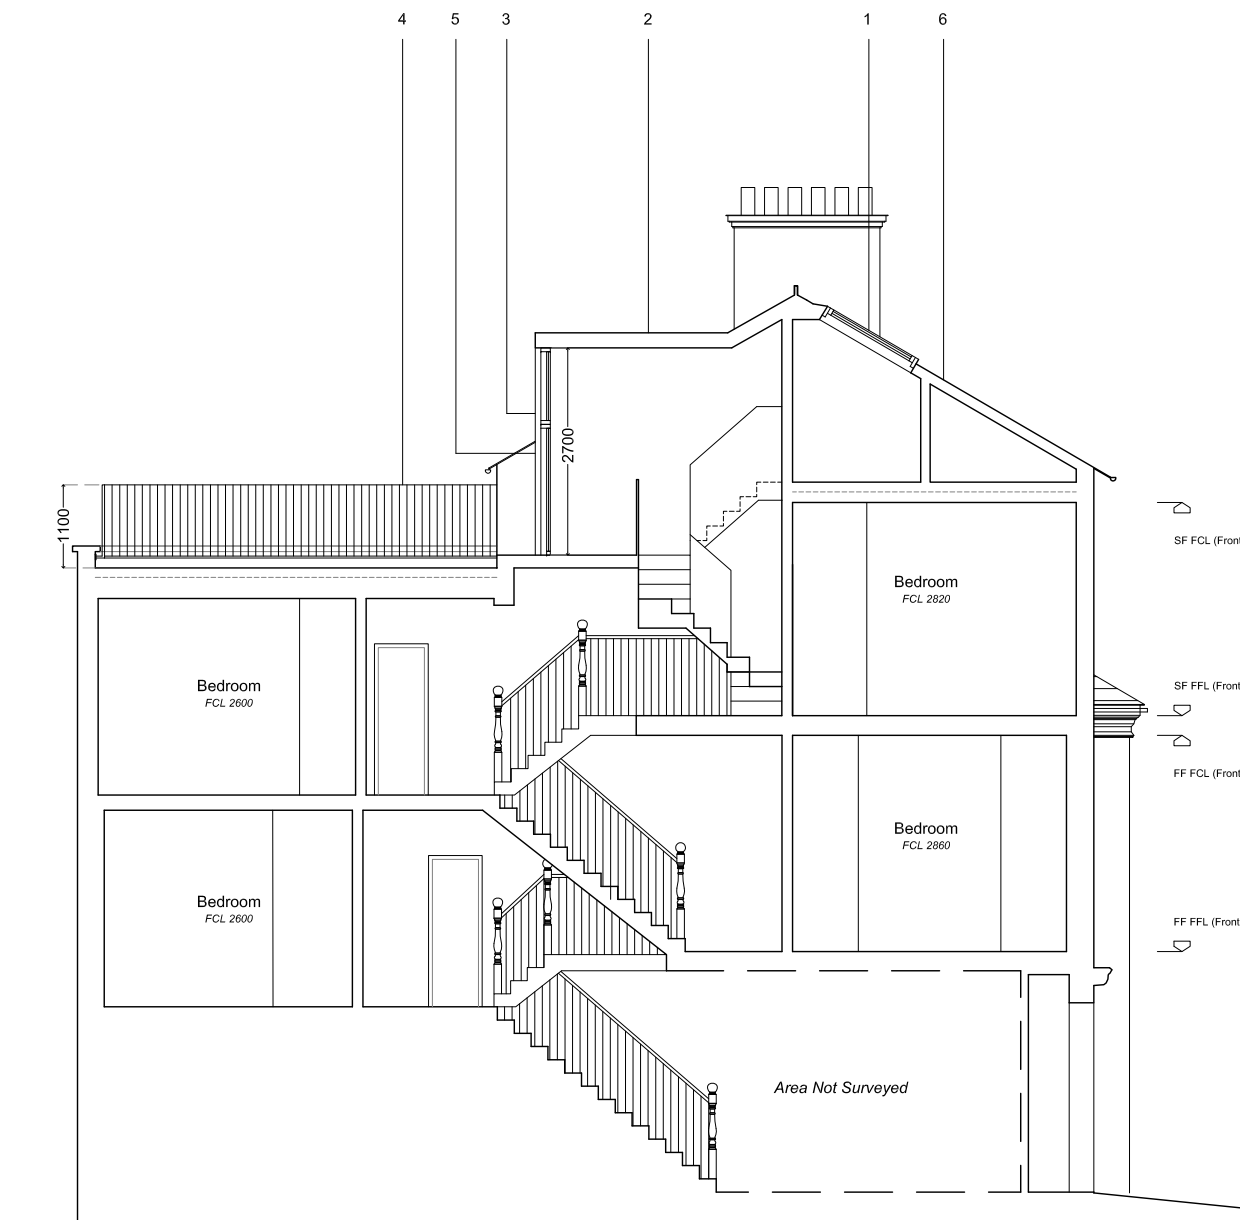 4 5 3 2 1 6
2700
1100
SF FCL (Front
Bedroom
FCL 2820
Bedroom
FCL 2600
SF FFL (Front
FF FCL (Front
Bedroom
FCL 2860
Bedroom
FCL 2600
FF FFL (Front
Area Not Surveyed